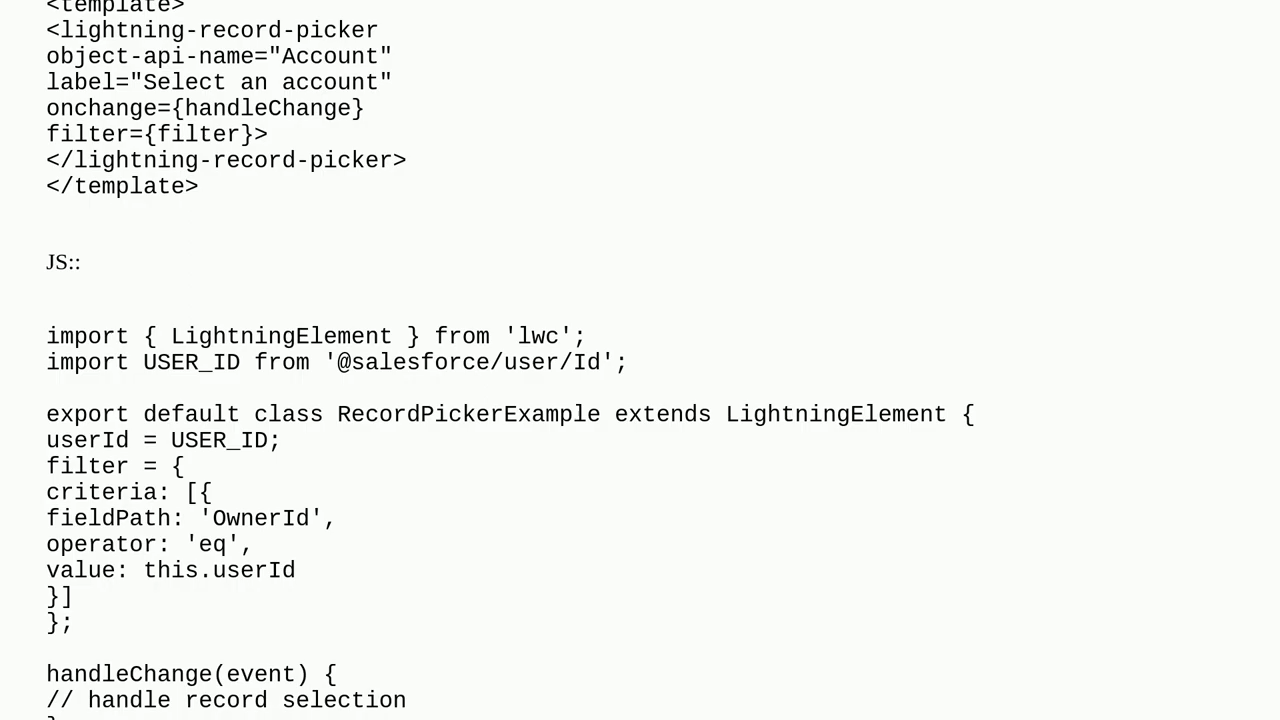 <template>
<lightning-record-picker
object-api-name="Account"
label="Select an account"
onchange={handleChange}
filter={filter}>
</lightning-record-picker>
</template>
JS::
import { LightningElement } from 'lwc';
import USER_ID from '@salesforce/user/Id';
export default class RecordPickerExample extends LightningElement {
userId = USER_ID;
filter = {
criteria: [{
fieldPath: 'OwnerId',
operator: 'eq',
value: this.userId
}]
};
handleChange(event) {
// handle record selection
}